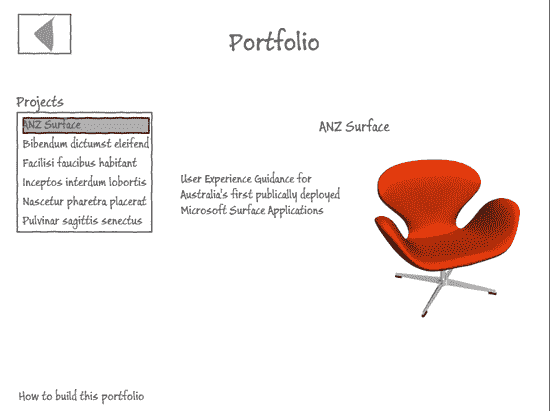 Portfolio
Projects
ANZ Surface
Bibendum dictumst eleifend
Facilisi faucibus habitant
Inceptos interdum lobortis
Nascetur pharetra placerat
Pulvinar sagittis senectus
ANZ Surface
User Experience Guidance for
Australia's first publically deployed
Microsoft Surface Applications
How to build this portfolio